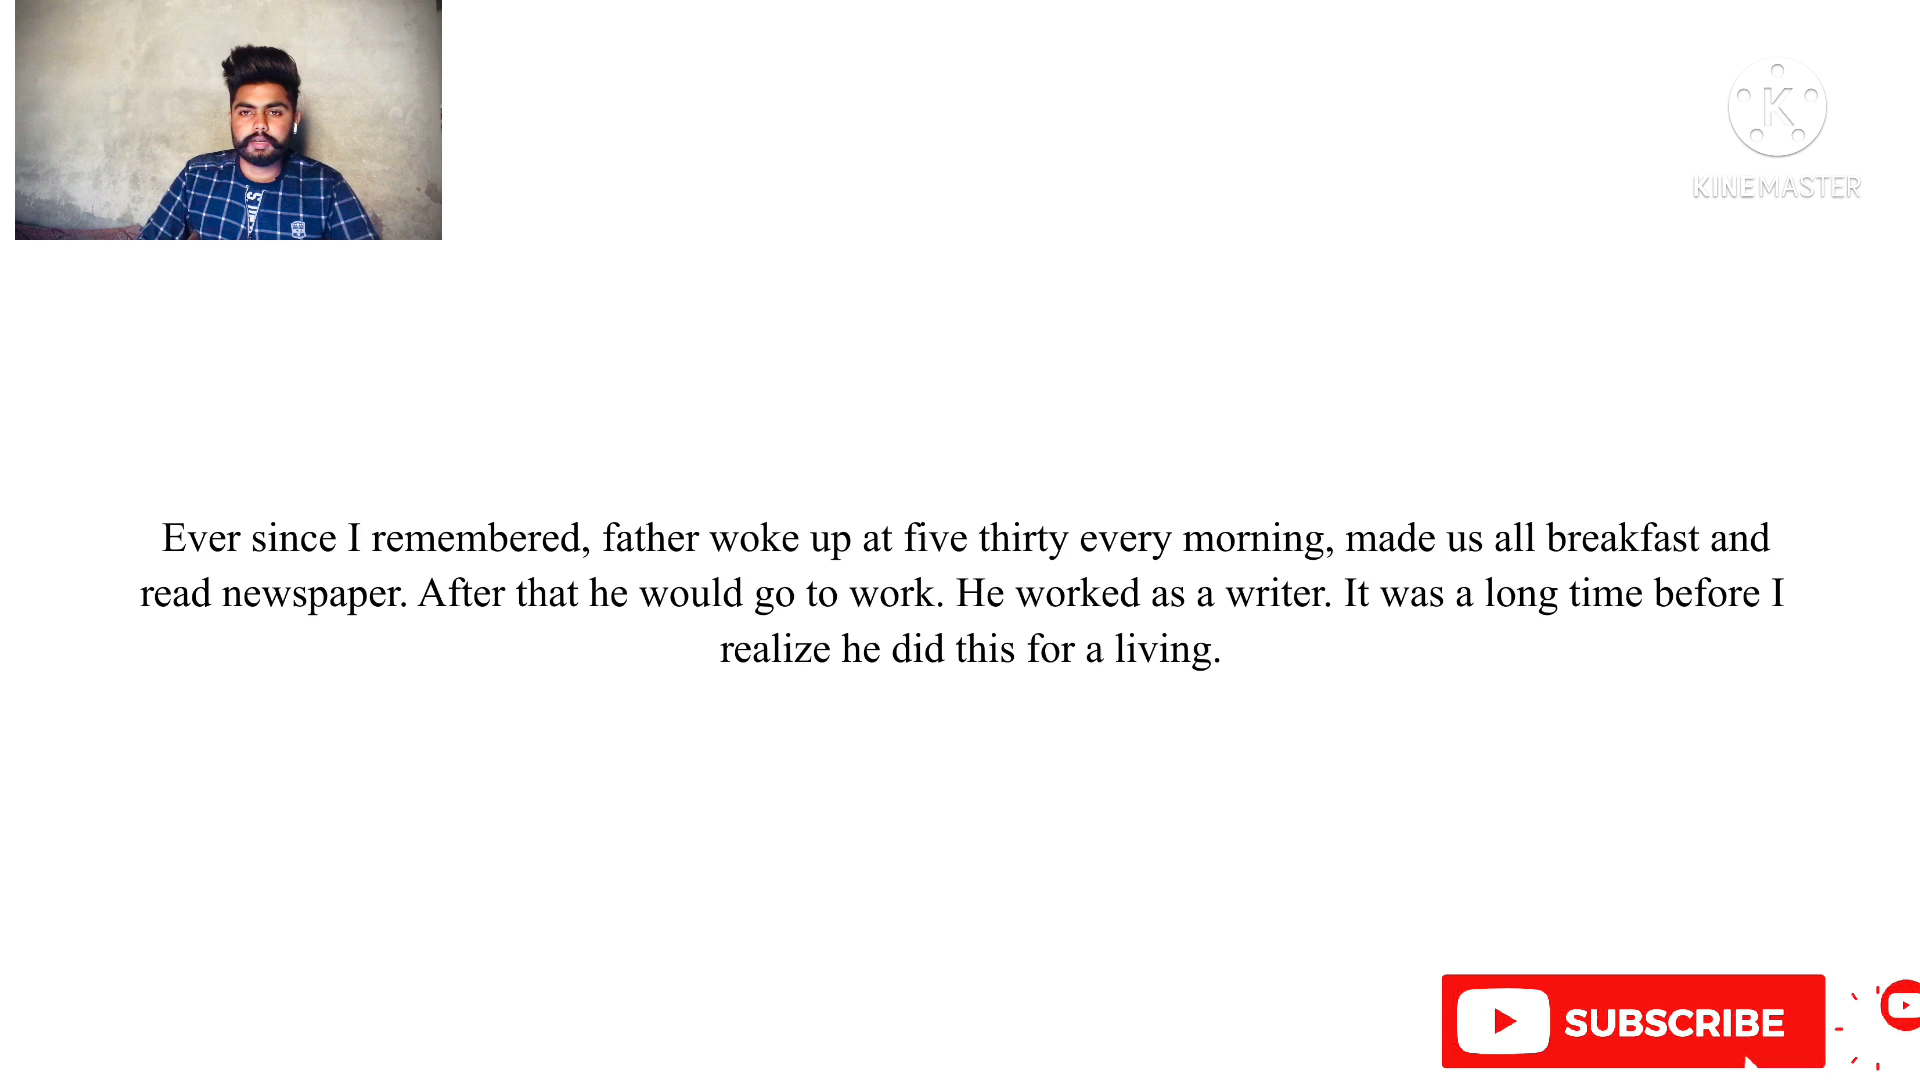 KINEMASTER
Ever since I remembered, father woke up at five thirty every morning, made us all breakfast and
read newspaper. After that he would go to work. He worked as a writer. It was a long time before I
realize he did this for a living.
SUBSCRIBE